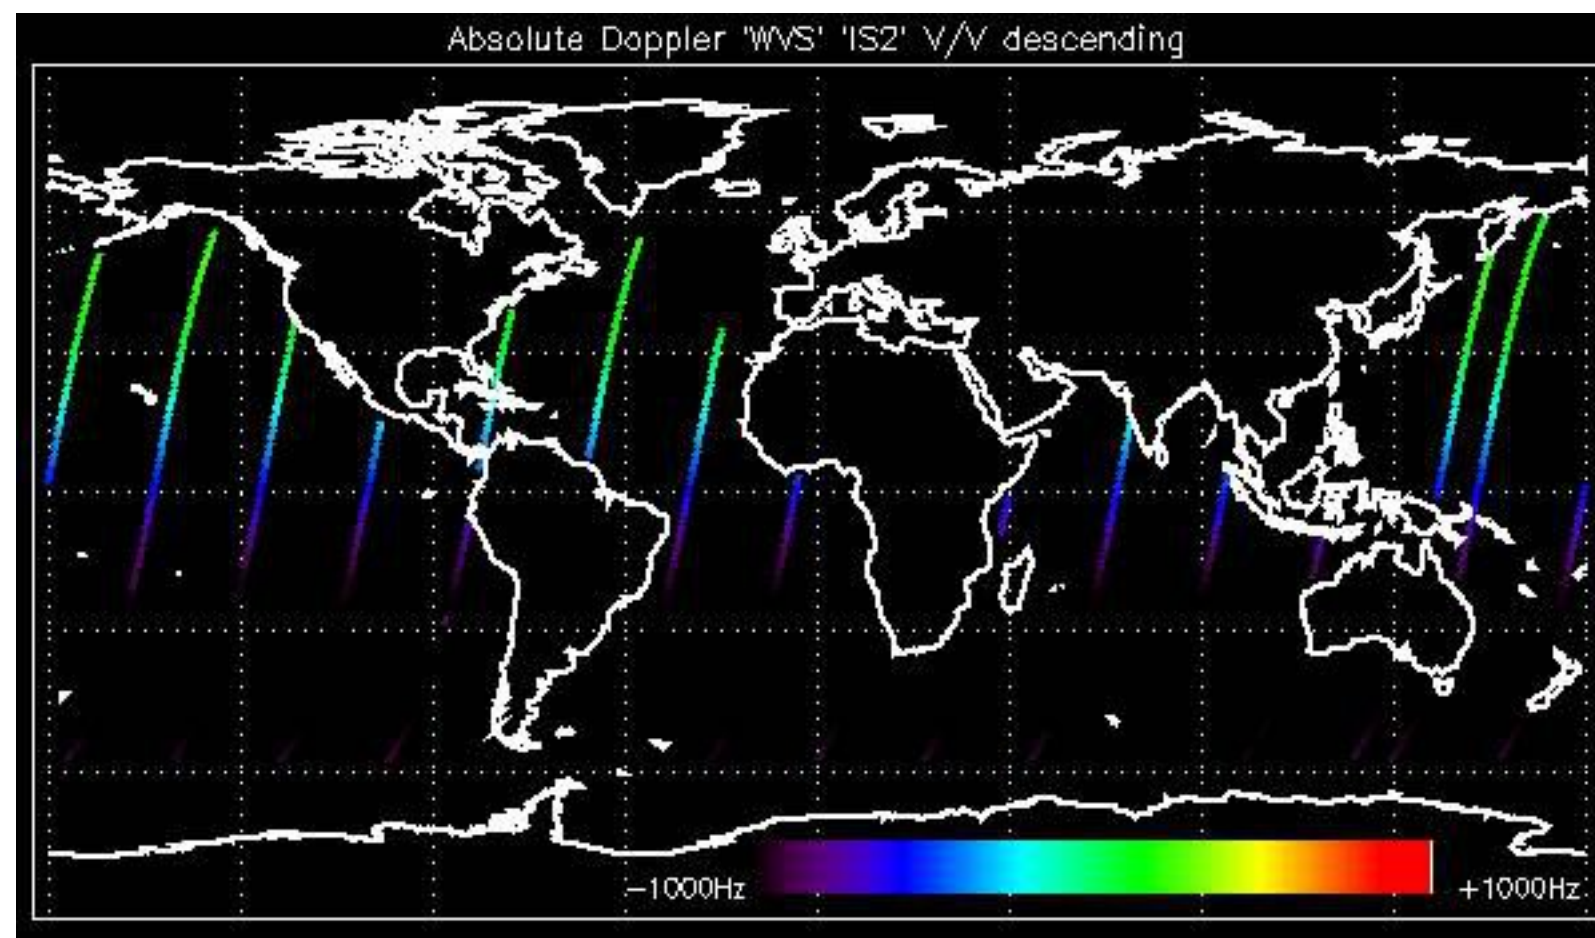 Absolute Doppler 'WVS' 'IS2' V/V descending
−1000Hz +1000Hz